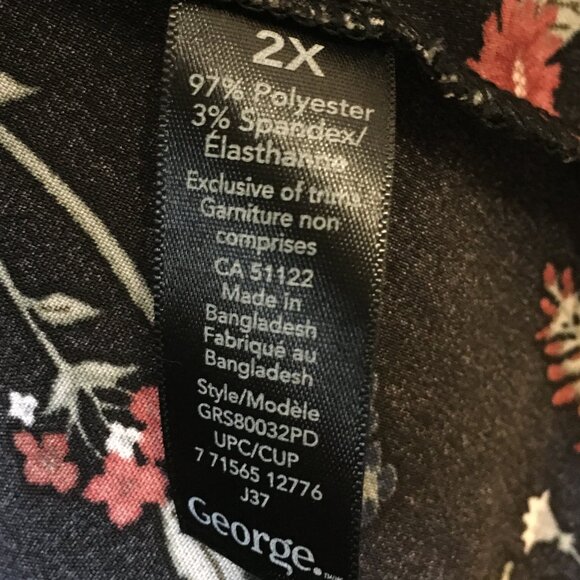 2X
97% Polyester
3% Spandex/
Élasthanne
Exclusive of trims
Garniture non
comprises
CA 51122
Made In
Bangladesh
Fabriqué au
Bangladesh
Style/Modèle
GRS80032PD
UPC/CUP
7 71565 12776
J37
George.